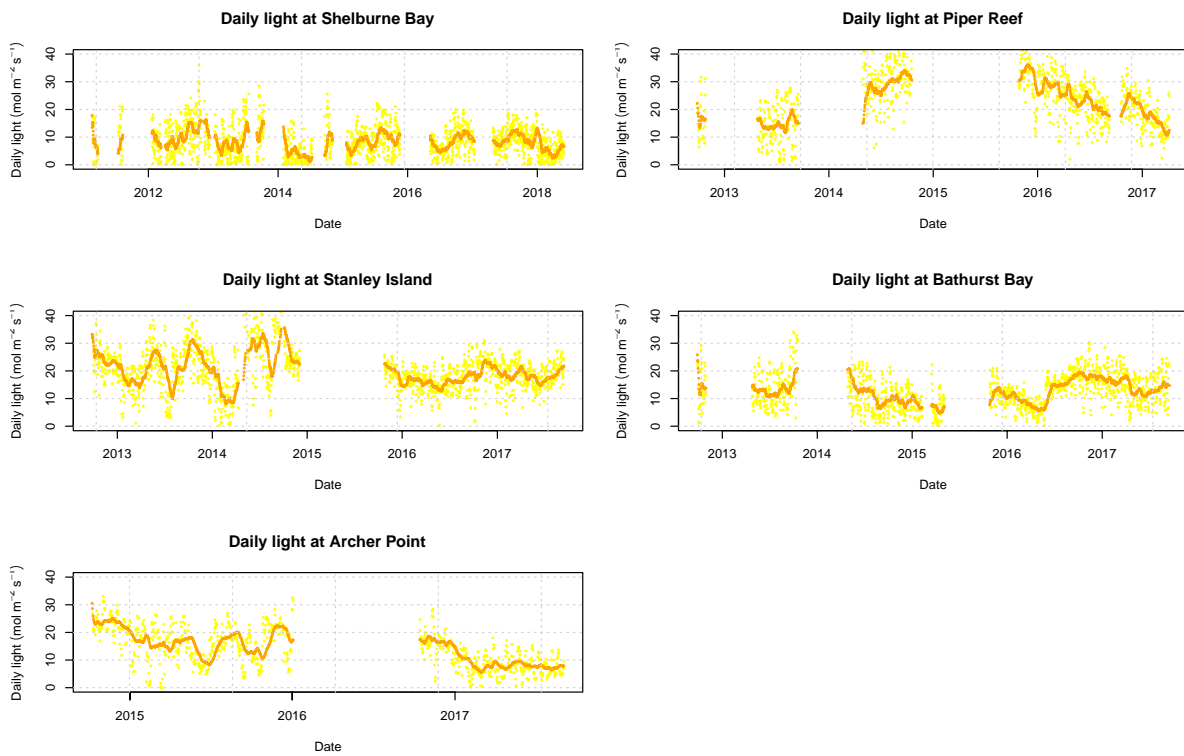 Daily light at Shelburne Bay
Daily light (mol m⁻² s⁻¹)
40
30
20
10
0
2012 2014 2016 2018
Date
Daily light at Piper Reef
Daily light (mol m⁻² s⁻¹)
40
30
20
10
0
2013 2014 2015 2016 2017
Date
Daily light at Stanley Island
Daily light (mol m⁻² s⁻¹)
40
30
20
10
0
2013 2014 2015 2016 2017
Date
Daily light at Bathurst Bay
Daily light (mol m⁻² s⁻¹)
40
30
20
10
0
2013 2014 2015 2016 2017
Date
Daily light at Archer Point
Daily light (mol m⁻² s⁻¹)
40
30
20
10
0
2015 2016 2017
Date